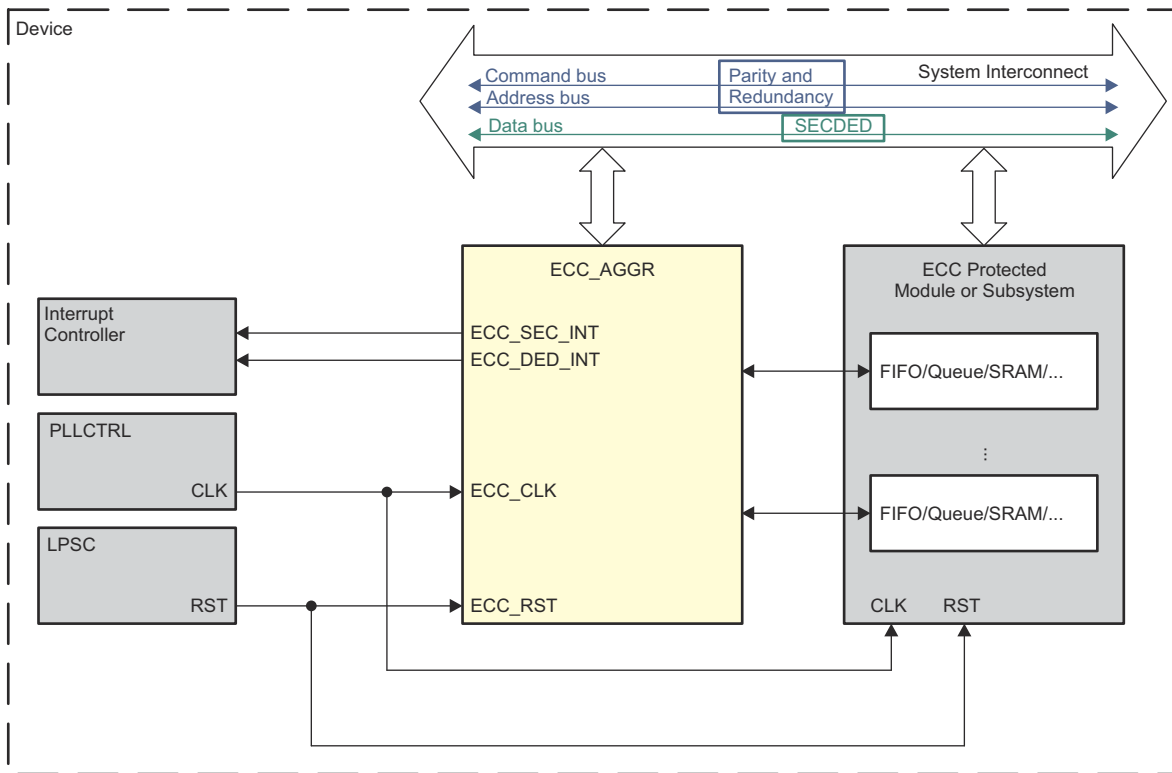 Device
Command bus
Parity and
System Interconnect
Address bus
Redundancy
Data bus
SECDED
ECC_AGGR
ECC Protected
Module or Subsystem
Interrupt
Controller
ECC_SEC_INT
ECC_DED_INT
FIFO/Queue/SRAM/...
PLLCTRL
...
CLK
ECC_CLK
FIFO/Queue/SRAM/...
LPSC
RST
ECC_RST
CLK
RST